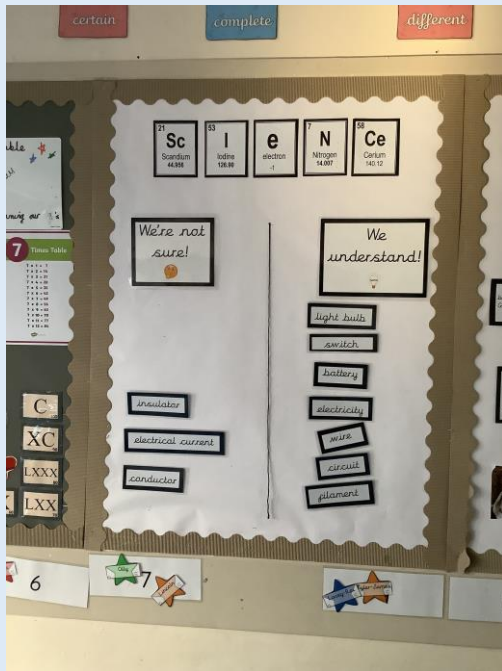 certain
complete
different
21
Sc
Scandium
44.956
53
I
Iodine
126.90
e
electron
-1
7
N
Nitrogen
14.007
58
Ce
Cerium
140.12
We're not
sure!
We
understand!
light bulb
switch
battery
electricity
wire
circuit
filament
insulator
electrical current
conductor
7 Times Table
C
XC
LXXX
LXX
6
7